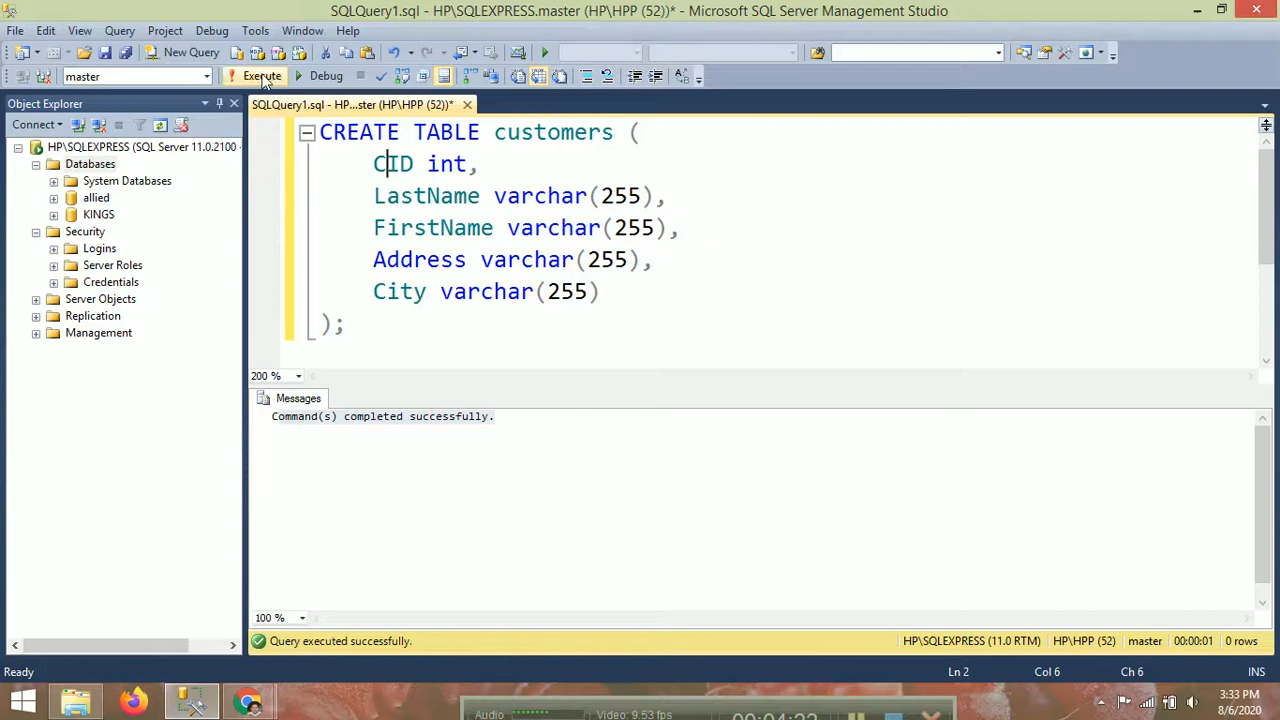 SQLQuery1.sql - HP\SQLEXPRESS.master (HP\HPP (52))* - Microsoft SQL Server Management Studio
File Edit View Query Project Debug Tools Window Help
New Query
master Execute Debug
Object Explorer
SQLQuery1.sql - HP...ster (HP\HPP (52))*
Connect
HP\SQLEXPRESS (SQL Server 11.0.2100 -
Databases
System Databases
allied
KINGS
Security
Logins
Server Roles
Credentials
Server Objects
Replication
Management
CREATE TABLE customers (
CID int,
LastName varchar(255),
FirstName varchar(255),
Address varchar(255),
City varchar(255)
);
200 %
Messages
Command(s) completed successfully.
100 %
Query executed successfully. HP\SQLEXPRESS (11.0 RTM) HP\HPP (52) master 00:00:01 0 rows
Ready Ln 2 Col 6 Ch 6 INS
3:33 PM
8/6/2020
Audio Video: 9.53 fps